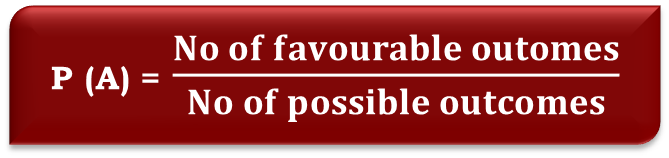 No of favourable outomes
P (A) =
No of possible outcomes